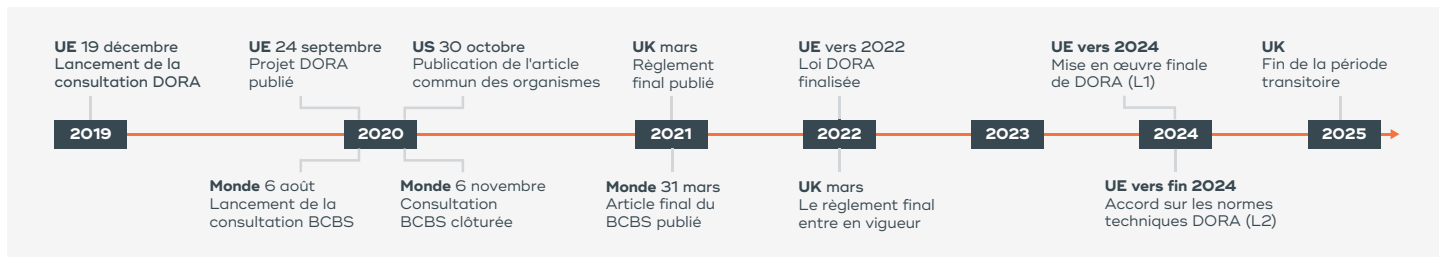 UE 19 décembre
Lancement de la
consultation DORA
UE 24 septembre
Projet DORA
publié
US 30 octobre
Publication de l'article
commun des organismes
UK mars
Règlement
final publié
UE vers 2022
Loi DORA
finalisée
UE vers 2024
Mise en œuvre finale
de DORA (L1)
UK
Fin de la période
transitoire
2019
2020
2021
2022
2023
2024
2025
Monde 6 août
Lancement de la
consultation BCBS
Monde 6 novembre
Consultation
BCBS clôturée
Monde 31 mars
Article final du
BCBS publié
UK mars
Le règlement final
entre en vigueur
UE vers fin 2024
Accord sur les normes
techniques DORA (L2)